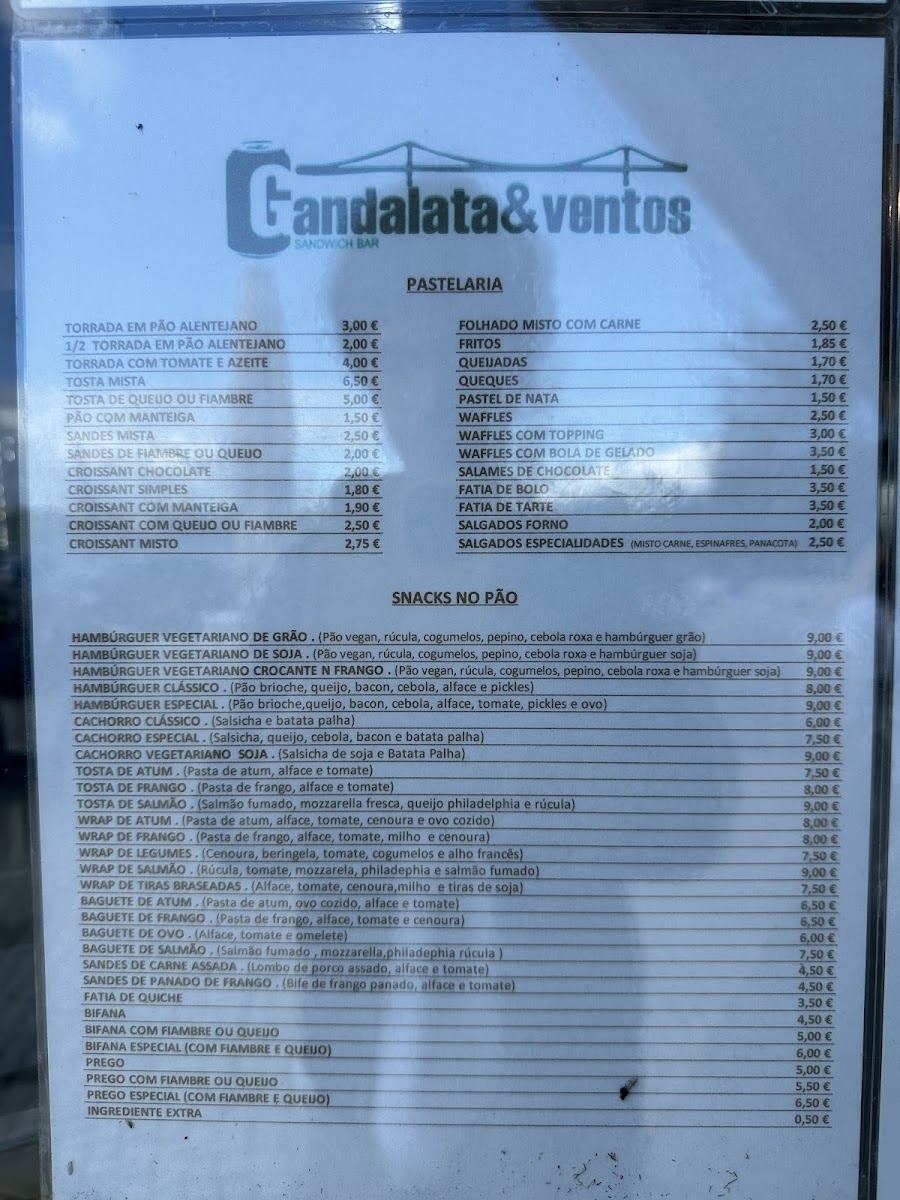 Gandalata&ventos
SANDWICH BAR
PASTELARIA
TORRADA EM PÃO ALENTEJANO 3,00 €
1/2 TORRADA EM PÃO ALENTEJANO 2,00 €
TORRADA COM TOMATE E AZEITE 4,00 €
TOSTA MISTA 6,50 €
TOSTA DE QUEIJO OU FIAMBRE 5,00 €
PÃO COM MANTEIGA 1,50 €
SANDES MISTA 2,50 €
SANDES DE FIAMBRE OU QUEIJO 2,00 €
CROISSANT CHOCOLATE 2,00 €
CROISSANT SIMPLES 1,80 €
CROISSANT COM MANTEIGA 1,90 €
CROISSANT COM QUEIJO OU FIAMBRE 2,50 €
CROISSANT MISTO 2,75 €
FOLHADO MISTO COM CARNE 2,50 €
FRITOS 1,85 €
QUEIJADAS 1,70 €
QUEQUES 1,70 €
PASTEL DE NATA 1,50 €
WAFFLES 2,50 €
WAFFLES COM TOPPING 3,00 €
WAFFLES COM BOLA DE GELADO 3,50 €
SALAMES DE CHOCOLATE 1,50 €
FATIA DE BOLO 3,50 €
FATIA DE TARTE 3,50 €
SALGADOS FORNO 2,00 €
SALGADOS ESPECIALIDADES (MISTO CARNE, ESPINAFRES, PANACOTA) 2,50 €
SNACKS NO PÃO
HAMBÚRGUER VEGETARIANO DE GRÃO . (Pão vegan, rúcula, cogumelos, pepino, cebola roxa e hambúrguer grão) 9,00 €
HAMBÚRGUER VEGETARIANO DE SOJA . (Pão vegan, rúcula, cogumelos, pepino, cebola roxa e hambúrguer soja) 9,00 €
HAMBÚRGUER VEGETARIANO CROCANTE N FRANGO . (Pão vegan, rúcula, cogumelos, pepino, cebola roxa e hambúrguer soja) 9,00 €
HAMBÚRGUER CLÁSSICO . (Pão brioche, queijo, bacon, cebola, alface e pickles) 8,00 €
HAMBÚRGUER ESPECIAL . (Pão brioche,queijo, bacon, cebola, alface, tomate, pickles e ovo) 9,00 €
CACHORRO CLÁSSICO . (Salsicha e batata palha) 6,00 €
CACHORRO ESPECIAL . (Salsicha, queijo, cebola, bacon e batata palha) 7,50 €
CACHORRO VEGETARIANO SOJA . (Salsicha de soja e Batata Palha) 9,00 €
TOSTA DE ATUM . (Pasta de atum, alface e tomate) 7,50 €
TOSTA DE FRANGO . (Pasta de frango, alface e tomate) 8,00 €
TOSTA DE SALMÃO . (Salmão fumado, mozzarella fresca, queijo philadelphia e rúcula) 9,00 €
WRAP DE ATUM . (Pasta de atum, alface, tomate, cenoura e ovo cozido) 8,00 €
WRAP DE FRANGO . (Pasta de frango, alface, tomate, milho e cenoura) 8,00 €
WRAP DE LEGUMES . (Cenoura, beringela, tomate, cogumelos e alho francês) 7,50 €
WRAP DE SALMÃO . (Rúcula, tomate, mozzarela, philadephia e salmão fumado) 9,00 €
WRAP DE TIRAS BRASEADAS . (Alface, tomate, cenoura,milho e tiras de soja) 7,50 €
BAGUETE DE ATUM . (Pasta de atum, ovo cozido, alface e tomate) 6,50 €
BAGUETE DE FRANGO . (Pasta de frango, alface, tomate e cenoura) 6,50 €
BAGUETE DE OVO . (Alface, tomate e omelete) 6,00 €
BAGUETE DE SALMÃO . (Salmão fumado , mozzarella,philadephia rúcula ) 7,50 €
SANDES DE CARNE ASSADA . (Lombo de porco assado, alface e tomate) 4,50 €
SANDES DE PANADO DE FRANGO . (Bife de frango panado, alface e tomate) 4,50 €
FATIA DE QUICHE 3,50 €
BIFANA 4,50 €
BIFANA COM FIAMBRE OU QUEIJO 5,00 €
BIFANA ESPECIAL (COM FIAMBRE E QUEIJO) 6,00 €
PREGO 5,00 €
PREGO COM FIAMBRE OU QUEIJO 5,50 €
PREGO ESPECIAL (COM FIAMBRE E QUEIJO) 6,50 €
INGREDIENTE EXTRA 0,50 €